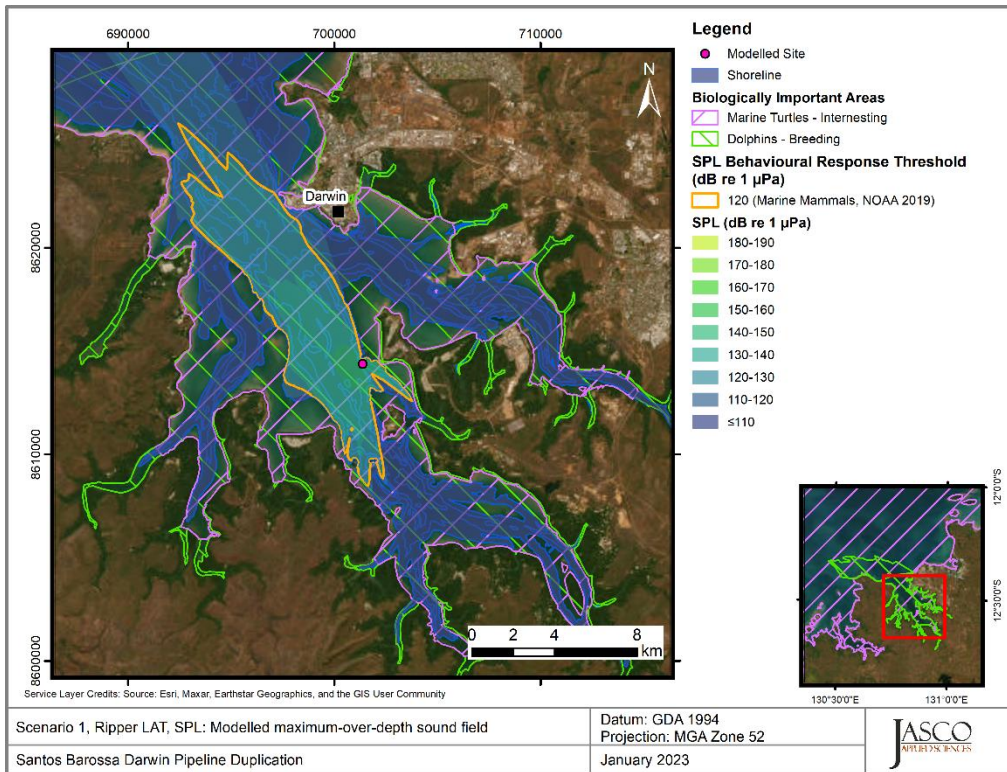 690000
700000
710000
8620000
8610000
8600000
N
Darwin
0 2 4 8
km
Service Layer Credits: Source: Esri, Maxar, Earthstar Geographics, and the GIS User Community
Legend
Modelled Site
Shoreline
Biologically Important Areas
Marine Turtles - Internesting
Dolphins - Breeding
SPL Behavioural Response Threshold
(dB re 1 µPa)
120 (Marine Mammals, NOAA 2019)
SPL (dB re 1 µPa)
180-190
170-180
160-170
150-160
140-150
130-140
120-130
110-120
≤110
12°0'0"S
12°30'0"S
130°30'0"E
131°0'0"E
Scenario 1, Ripper LAT, SPL: Modelled maximum-over-depth sound field
Santos Barossa Darwin Pipeline Duplication
Datum: GDA 1994
Projection: MGA Zone 52
January 2023
JASCO
APPLIED SCIENCES